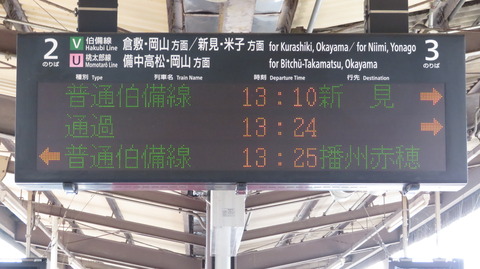 2 のりば
V 伯備線 Hakubi Line 倉敷・岡山方面/新見・米子方面 for Kurashiki, Okayama / for Niimi, Yonago
U 桃太郎線 Momotarō Line 備中高松・岡山方面 for Bitchū-Takamatsu, Okayama
3 のりば
種別 Type 列車名 Train Name 時刻 Departure Time 行先 Destination
普通伯備線 13:10 新見 →
通過 13:24 →
← 普通伯備線 13:25 播州赤穂